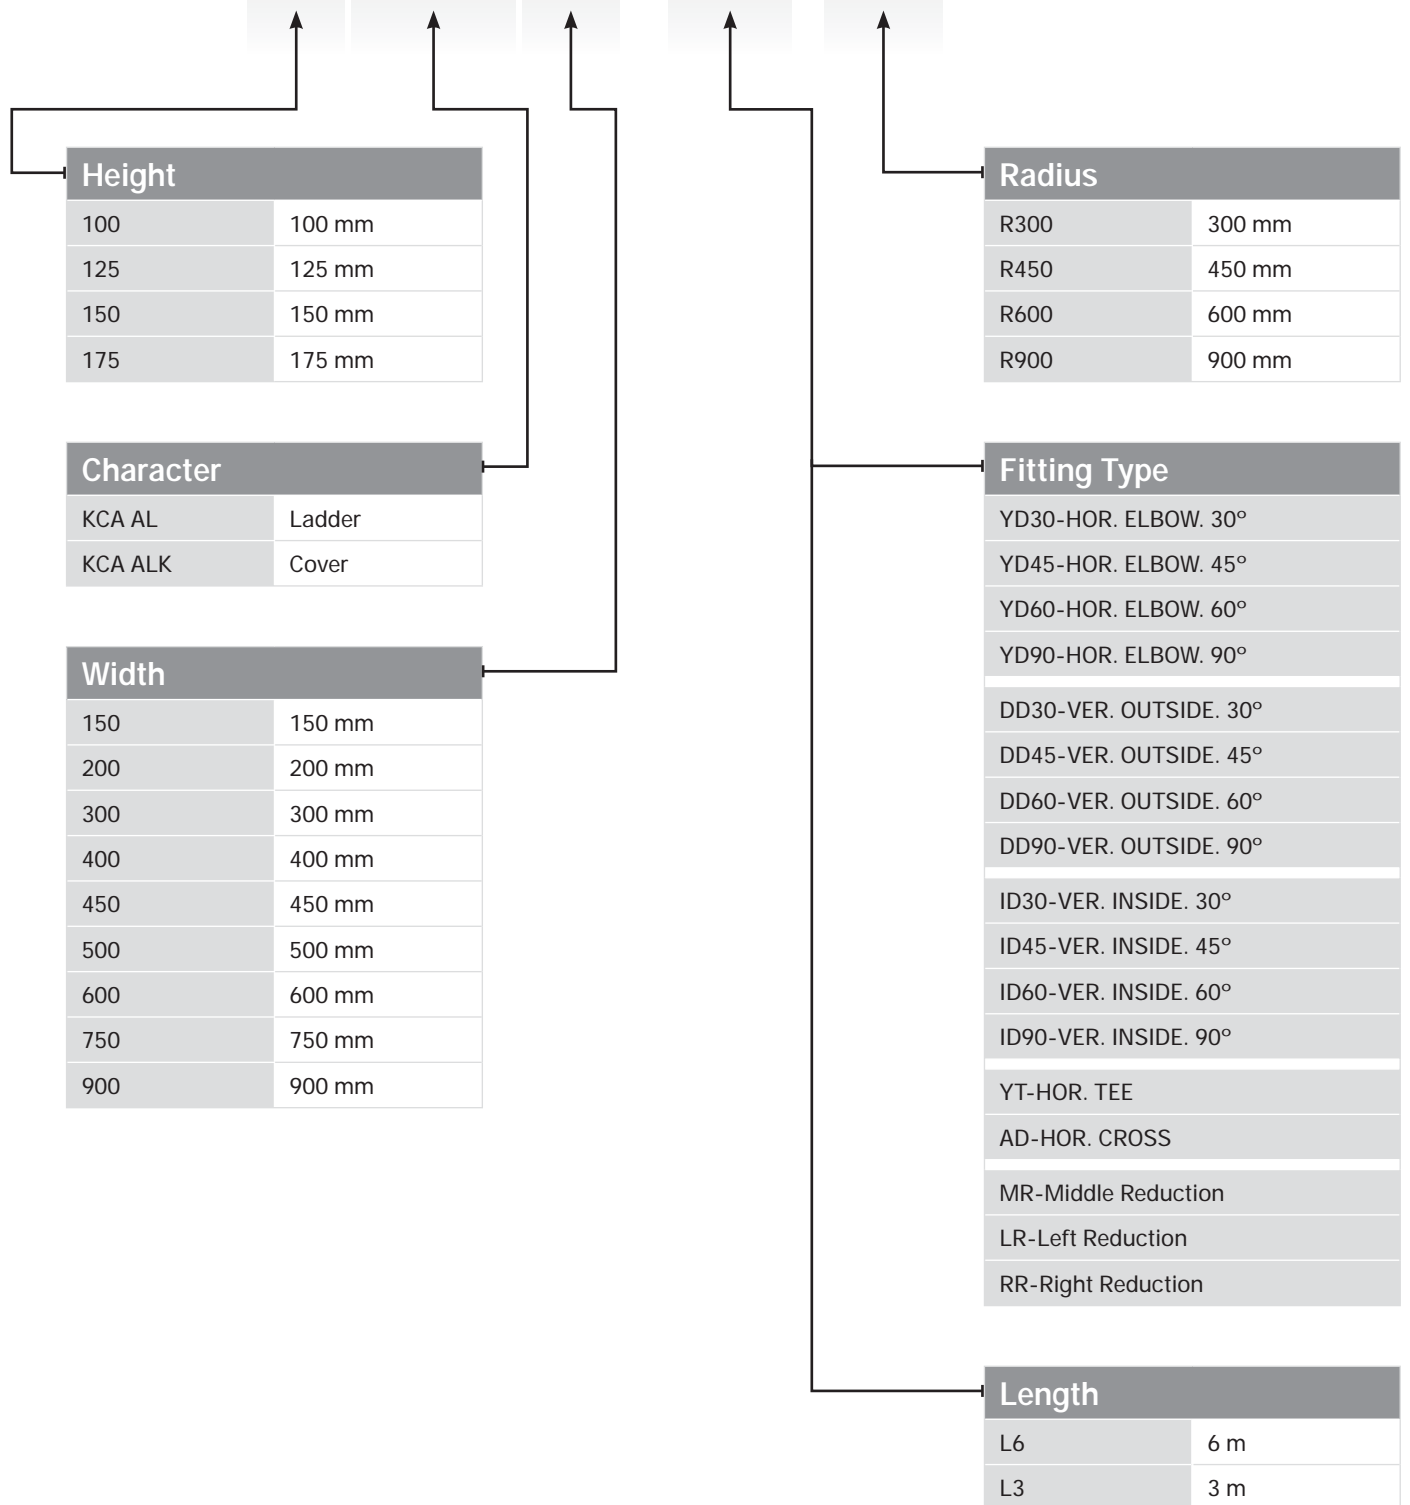 Height
100 100 mm
125 125 mm
150 150 mm
175 175 mm
Character
KCA AL Ladder
KCA ALK Cover
Width
150 150 mm
200 200 mm
300 300 mm
400 400 mm
450 450 mm
500 500 mm
600 600 mm
750 750 mm
900 900 mm
Radius
R300 300 mm
R450 450 mm
R600 600 mm
R900 900 mm
Fitting Type
YD30-HOR. ELBOW. 30º
YD45-HOR. ELBOW. 45º
YD60-HOR. ELBOW. 60º
YD90-HOR. ELBOW. 90º
DD30-VER. OUTSIDE. 30º
DD45-VER. OUTSIDE. 45º
DD60-VER. OUTSIDE. 60º
DD90-VER. OUTSIDE. 90º
ID30-VER. INSIDE. 30º
ID45-VER. INSIDE. 45º
ID60-VER. INSIDE. 60º
ID90-VER. INSIDE. 90º
YT-HOR. TEE
AD-HOR. CROSS
MR-Middle Reduction
LR-Left Reduction
RR-Right Reduction
Length
L6 6 m
L3 3 m